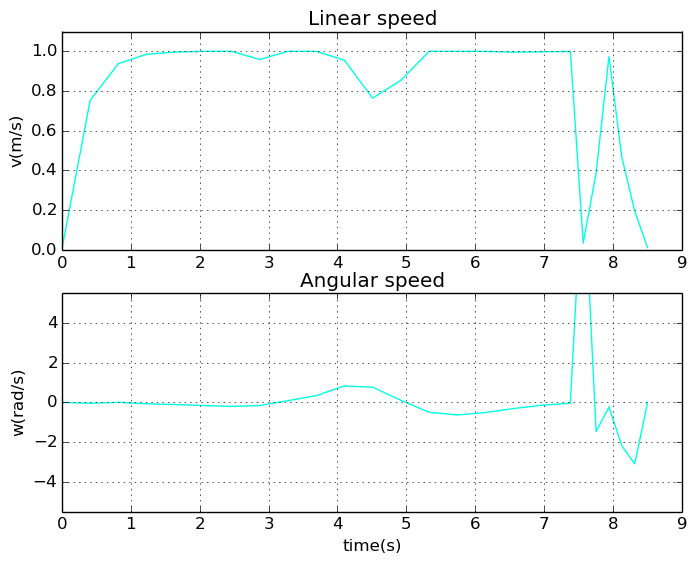 Linear speed
1.0
0.8
0.6
0.4
0.2
0.0
v(m/s)
0 1 2 3 4 5 6 7 8 9
Angular speed
4
2
0
−2
−4
w(rad/s)
0 1 2 3 4 5 6 7 8 9
time(s)